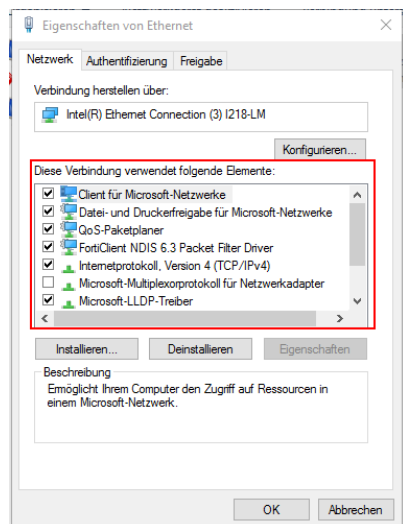 Eigenschaften von Ethernet
Netzwerk Authentifizierung Freigabe
Verbindung herstellen über:
Intel(R) Ethernet Connection (3) I218-LM
Konfigurieren...
Diese Verbindung verwendet folgende Elemente:
Client für Microsoft-Netzwerke
Datei- und Druckerfreigabe für Microsoft-Netzwerke
QoS-Paketplaner
FortiClient NDIS 6.3 Packet Filter Driver
Internetprotokoll, Version 4 (TCP/IPv4)
Microsoft-Multiplexorprotokoll für Netzwerkadapter
Microsoft-LLDP-Treiber
Installieren... Deinstallieren Eigenschaften
Beschreibung
Ermöglicht Ihrem Computer den Zugriff auf Ressourcen in
einem Microsoft-Netzwerk.
OK Abbrechen